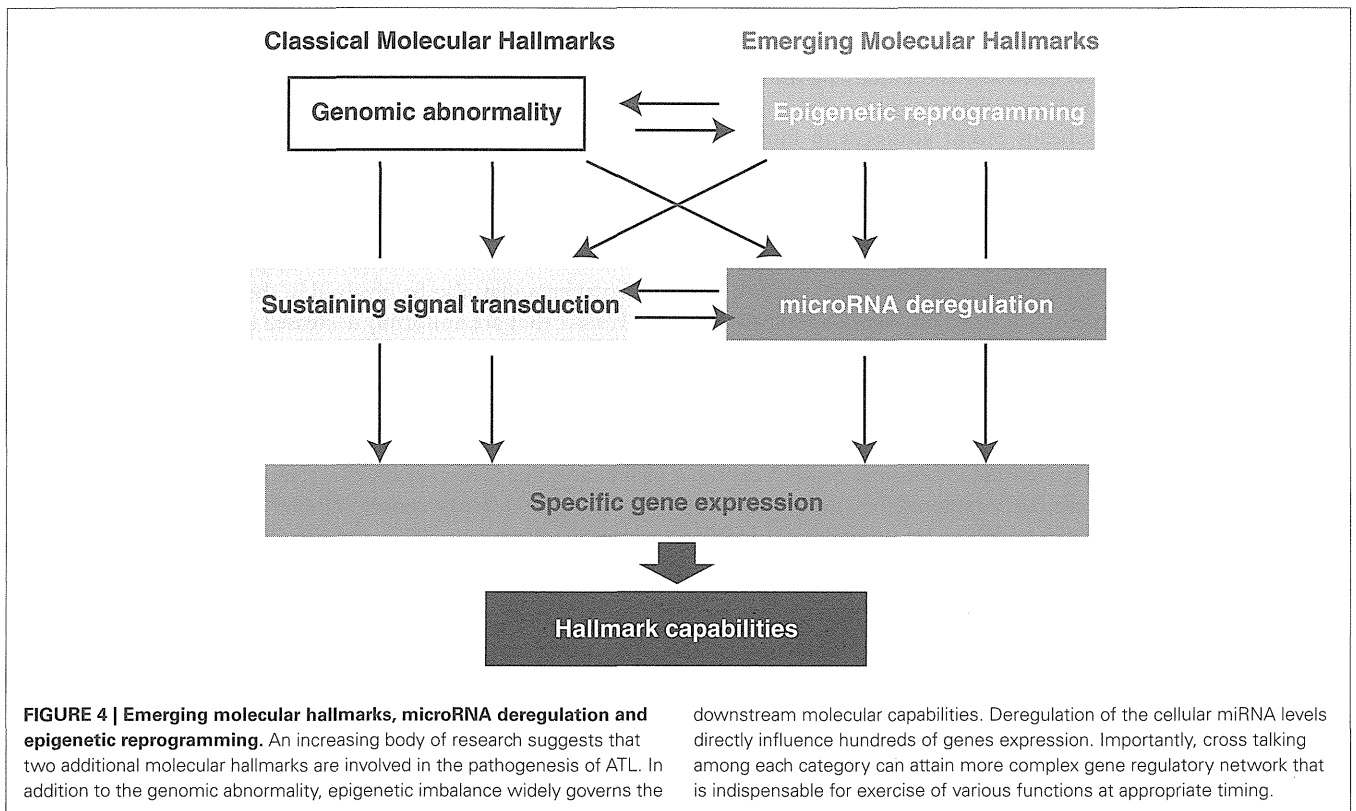 Classical Molecular Hallmarks
Emerging Molecular Hallmarks
Genomic abnormality
Epigenetic reprogramming
Sustaining signal transduction
microRNA deregulation
Specific gene expression
Hallmark capabilities
FIGURE 4 | Emerging molecular hallmarks, microRNA deregulation and
epigenetic reprogramming. An increasing body of research suggests that
two additional molecular hallmarks are involved in the pathogenesis of ATL. In
addition to the genomic abnormality, epigenetic imbalance widely governs the
downstream molecular capabilities. Deregulation of the cellular miRNA levels
directly influence hundreds of genes expression. Importantly, cross talking
among each category can attain more complex gene regulatory network that
is indispensable for exercise of various functions at appropriate timing.